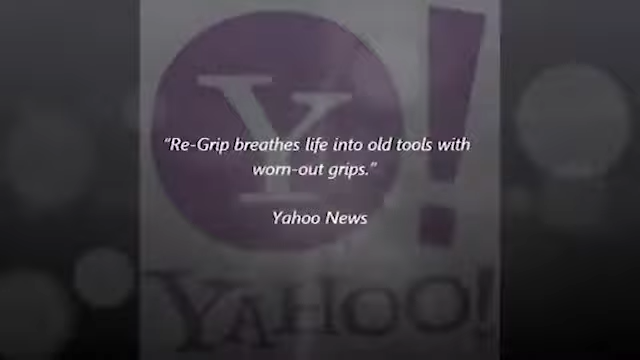 Y!
“Re-Grip breathes life into old tools with
worn-out grips.”
Yahoo News
YAHOO!